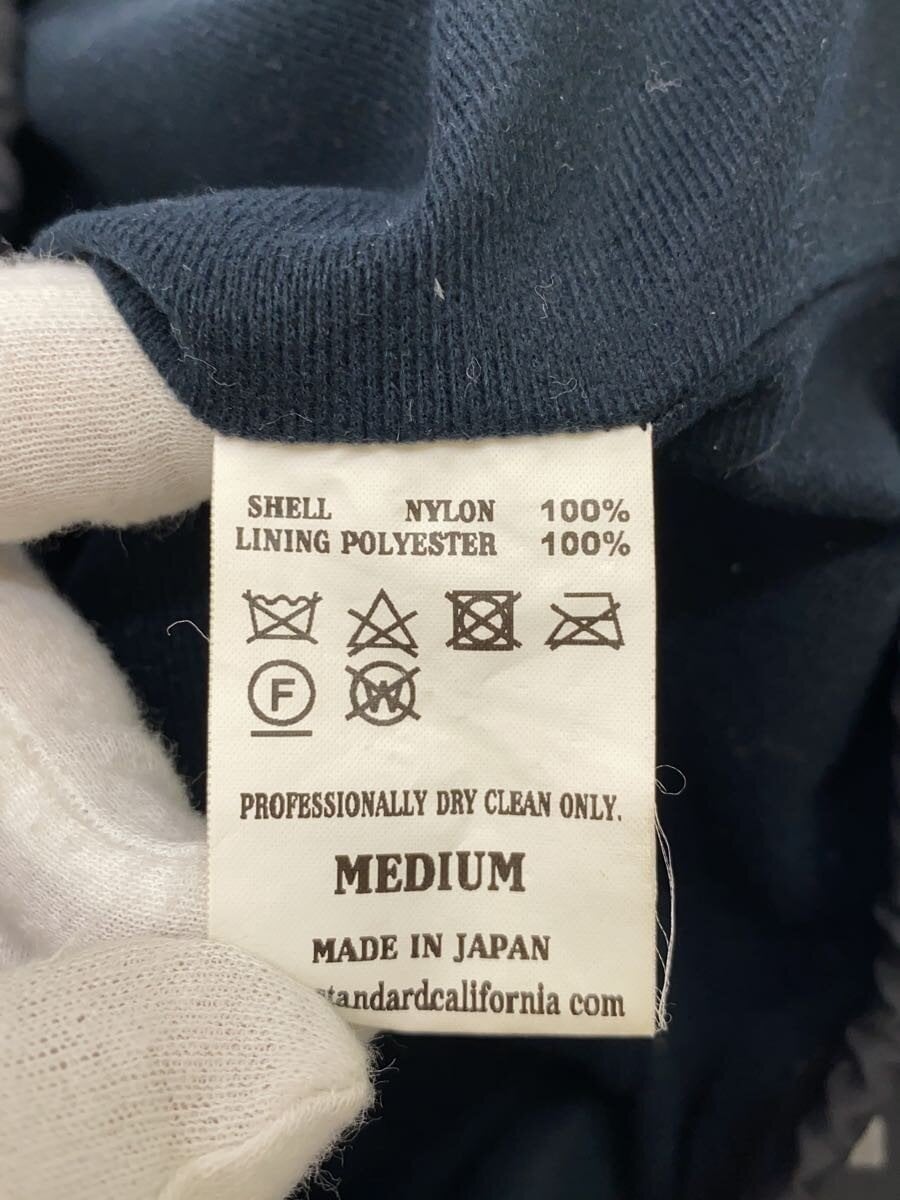 SHELL NYLON 100%
LINING POLYESTER 100%
F W
PROFESSIONALLY DRY CLEAN ONLY.
MEDIUM
MADE IN JAPAN
standardcalifornia com